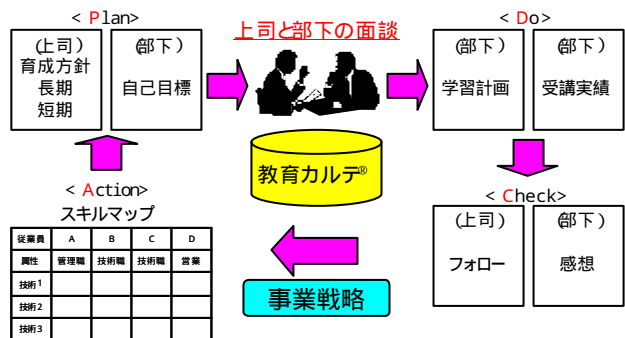 < Plan>
(上司)
育成方針
長期
短期
(部下)
自己目標
上司と部下の面談
< Do>
(部下)
学習計画
(部下)
受講実績
教育カルテ®
< Check>
(上司)
フォロー
(部下)
感想
事業戦略
< Action>
スキルマップ
従業員 A B C D
属性 管理職 技術職 技術職 営業
技術1
技術2
技術3